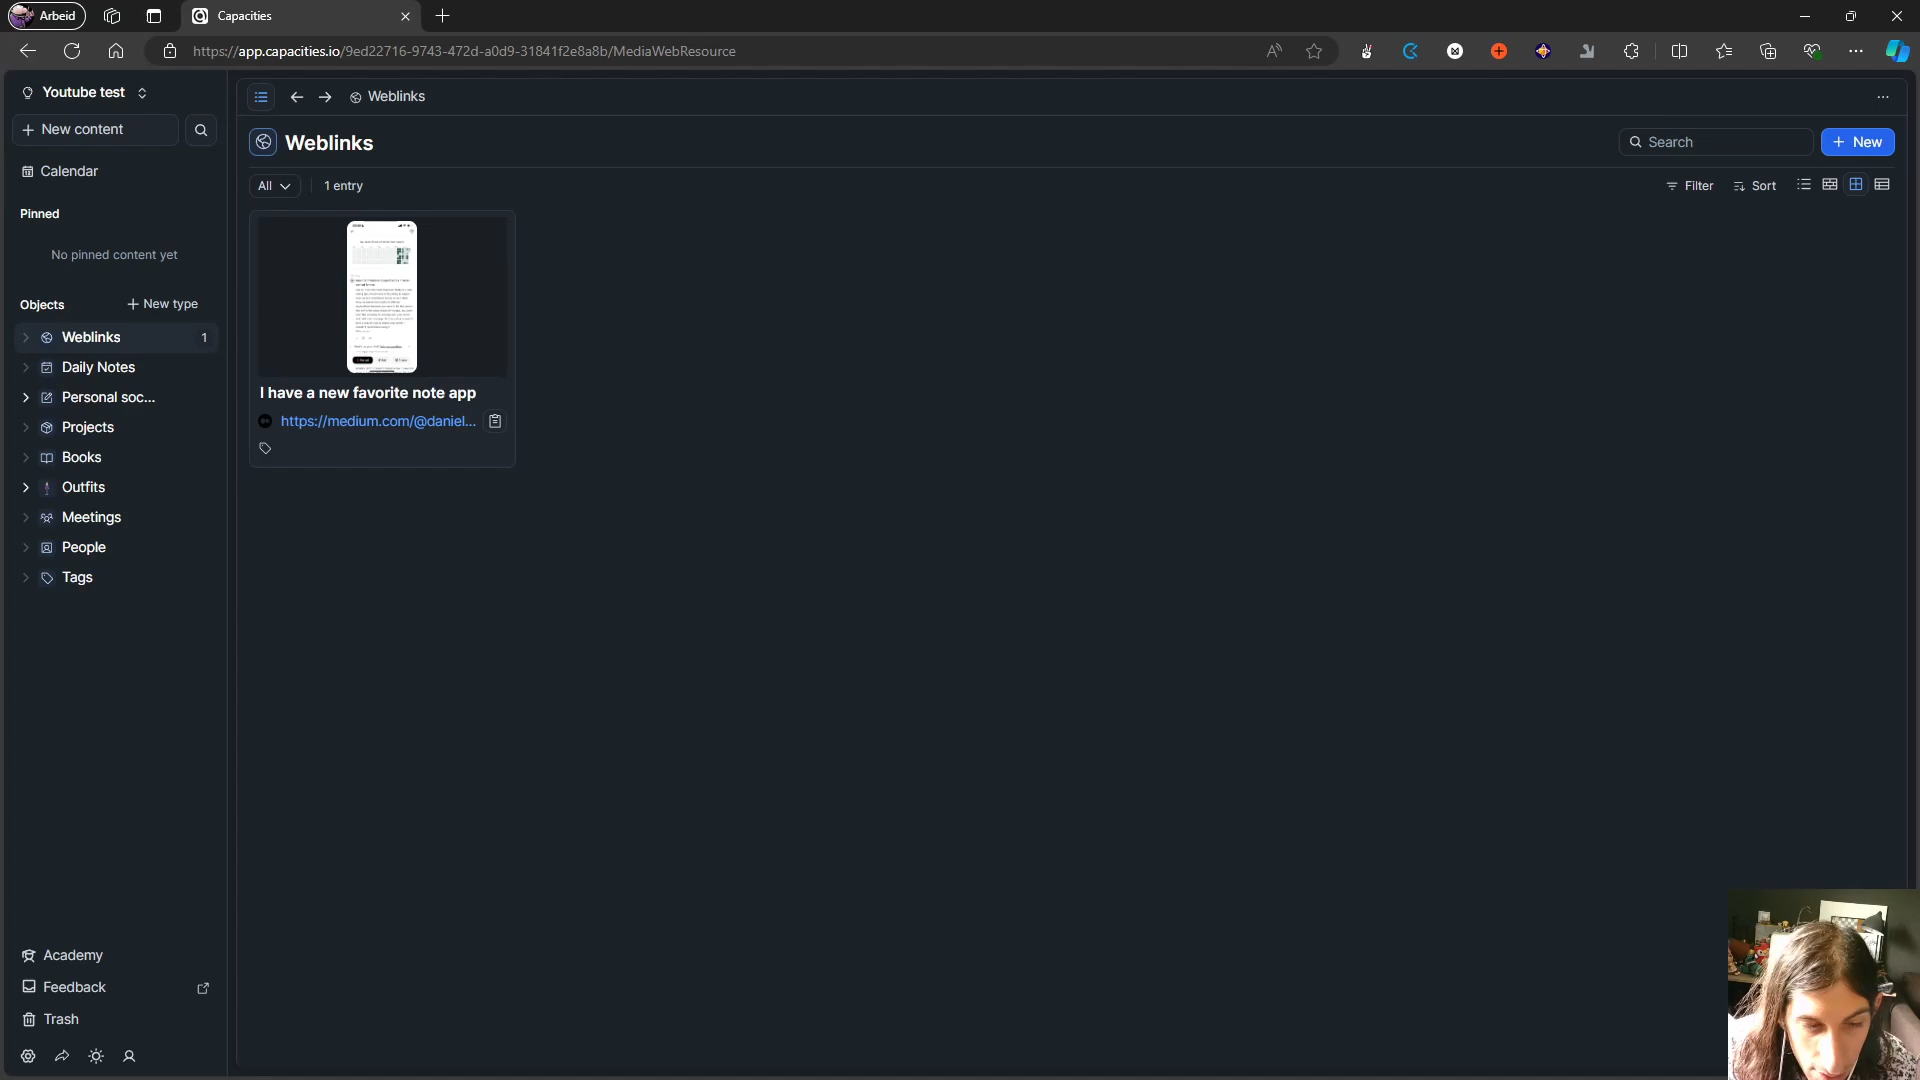 Arbeid
Capacities
https://app.capacities.io/9ed22716-9743-472d-a0d9-31841f2e8a8b/MediaWebResource
Youtube test
New content
Calendar
Pinned
No pinned content yet
Objects
New type
Weblinks 1
Daily Notes
Personal soc...
Projects
Books
Outfits
Meetings
People
Tags
Academy
Feedback
Trash
Weblinks
Weblinks
Search
New
All
1 entry
Filter
Sort
I have a new favorite note app
https://medium.com/@daniel...